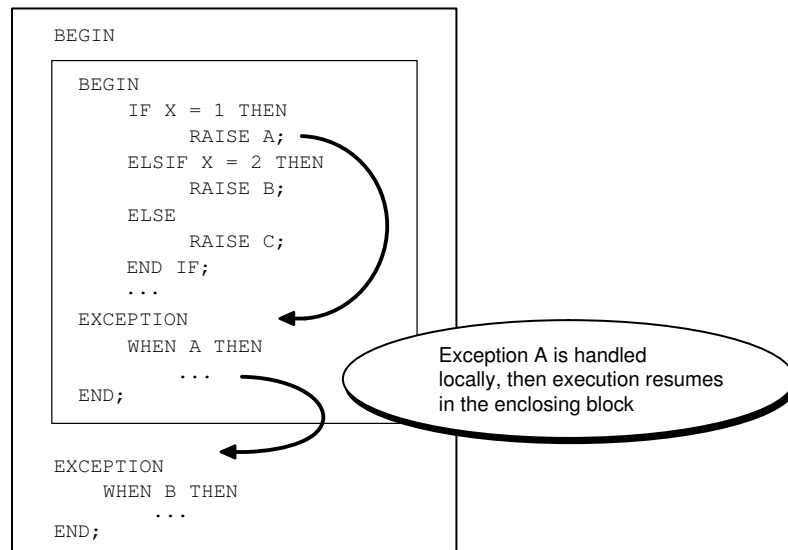 BEGIN
BEGIN
IF X = 1 THEN
RAISE A;
ELSIF X = 2 THEN
RAISE B;
ELSE
RAISE C;
END IF;
...
EXCEPTION
WHEN A THEN
...
END;
Exception A is handled
locally, then execution resumes
in the enclosing block
EXCEPTION
WHEN B THEN
...
END;